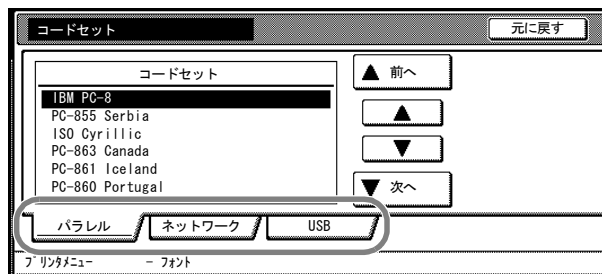 コードセット
元に戻す
コードセット
IBM PC-8
PC-855 Serbia
ISO Cyrillic
PC-863 Canada
PC-861 Iceland
PC-860 Portugal
▲ 前へ
▲
▼
▼ 次へ
パラレル ネットワーク USB
プリンタメニュー - フォント